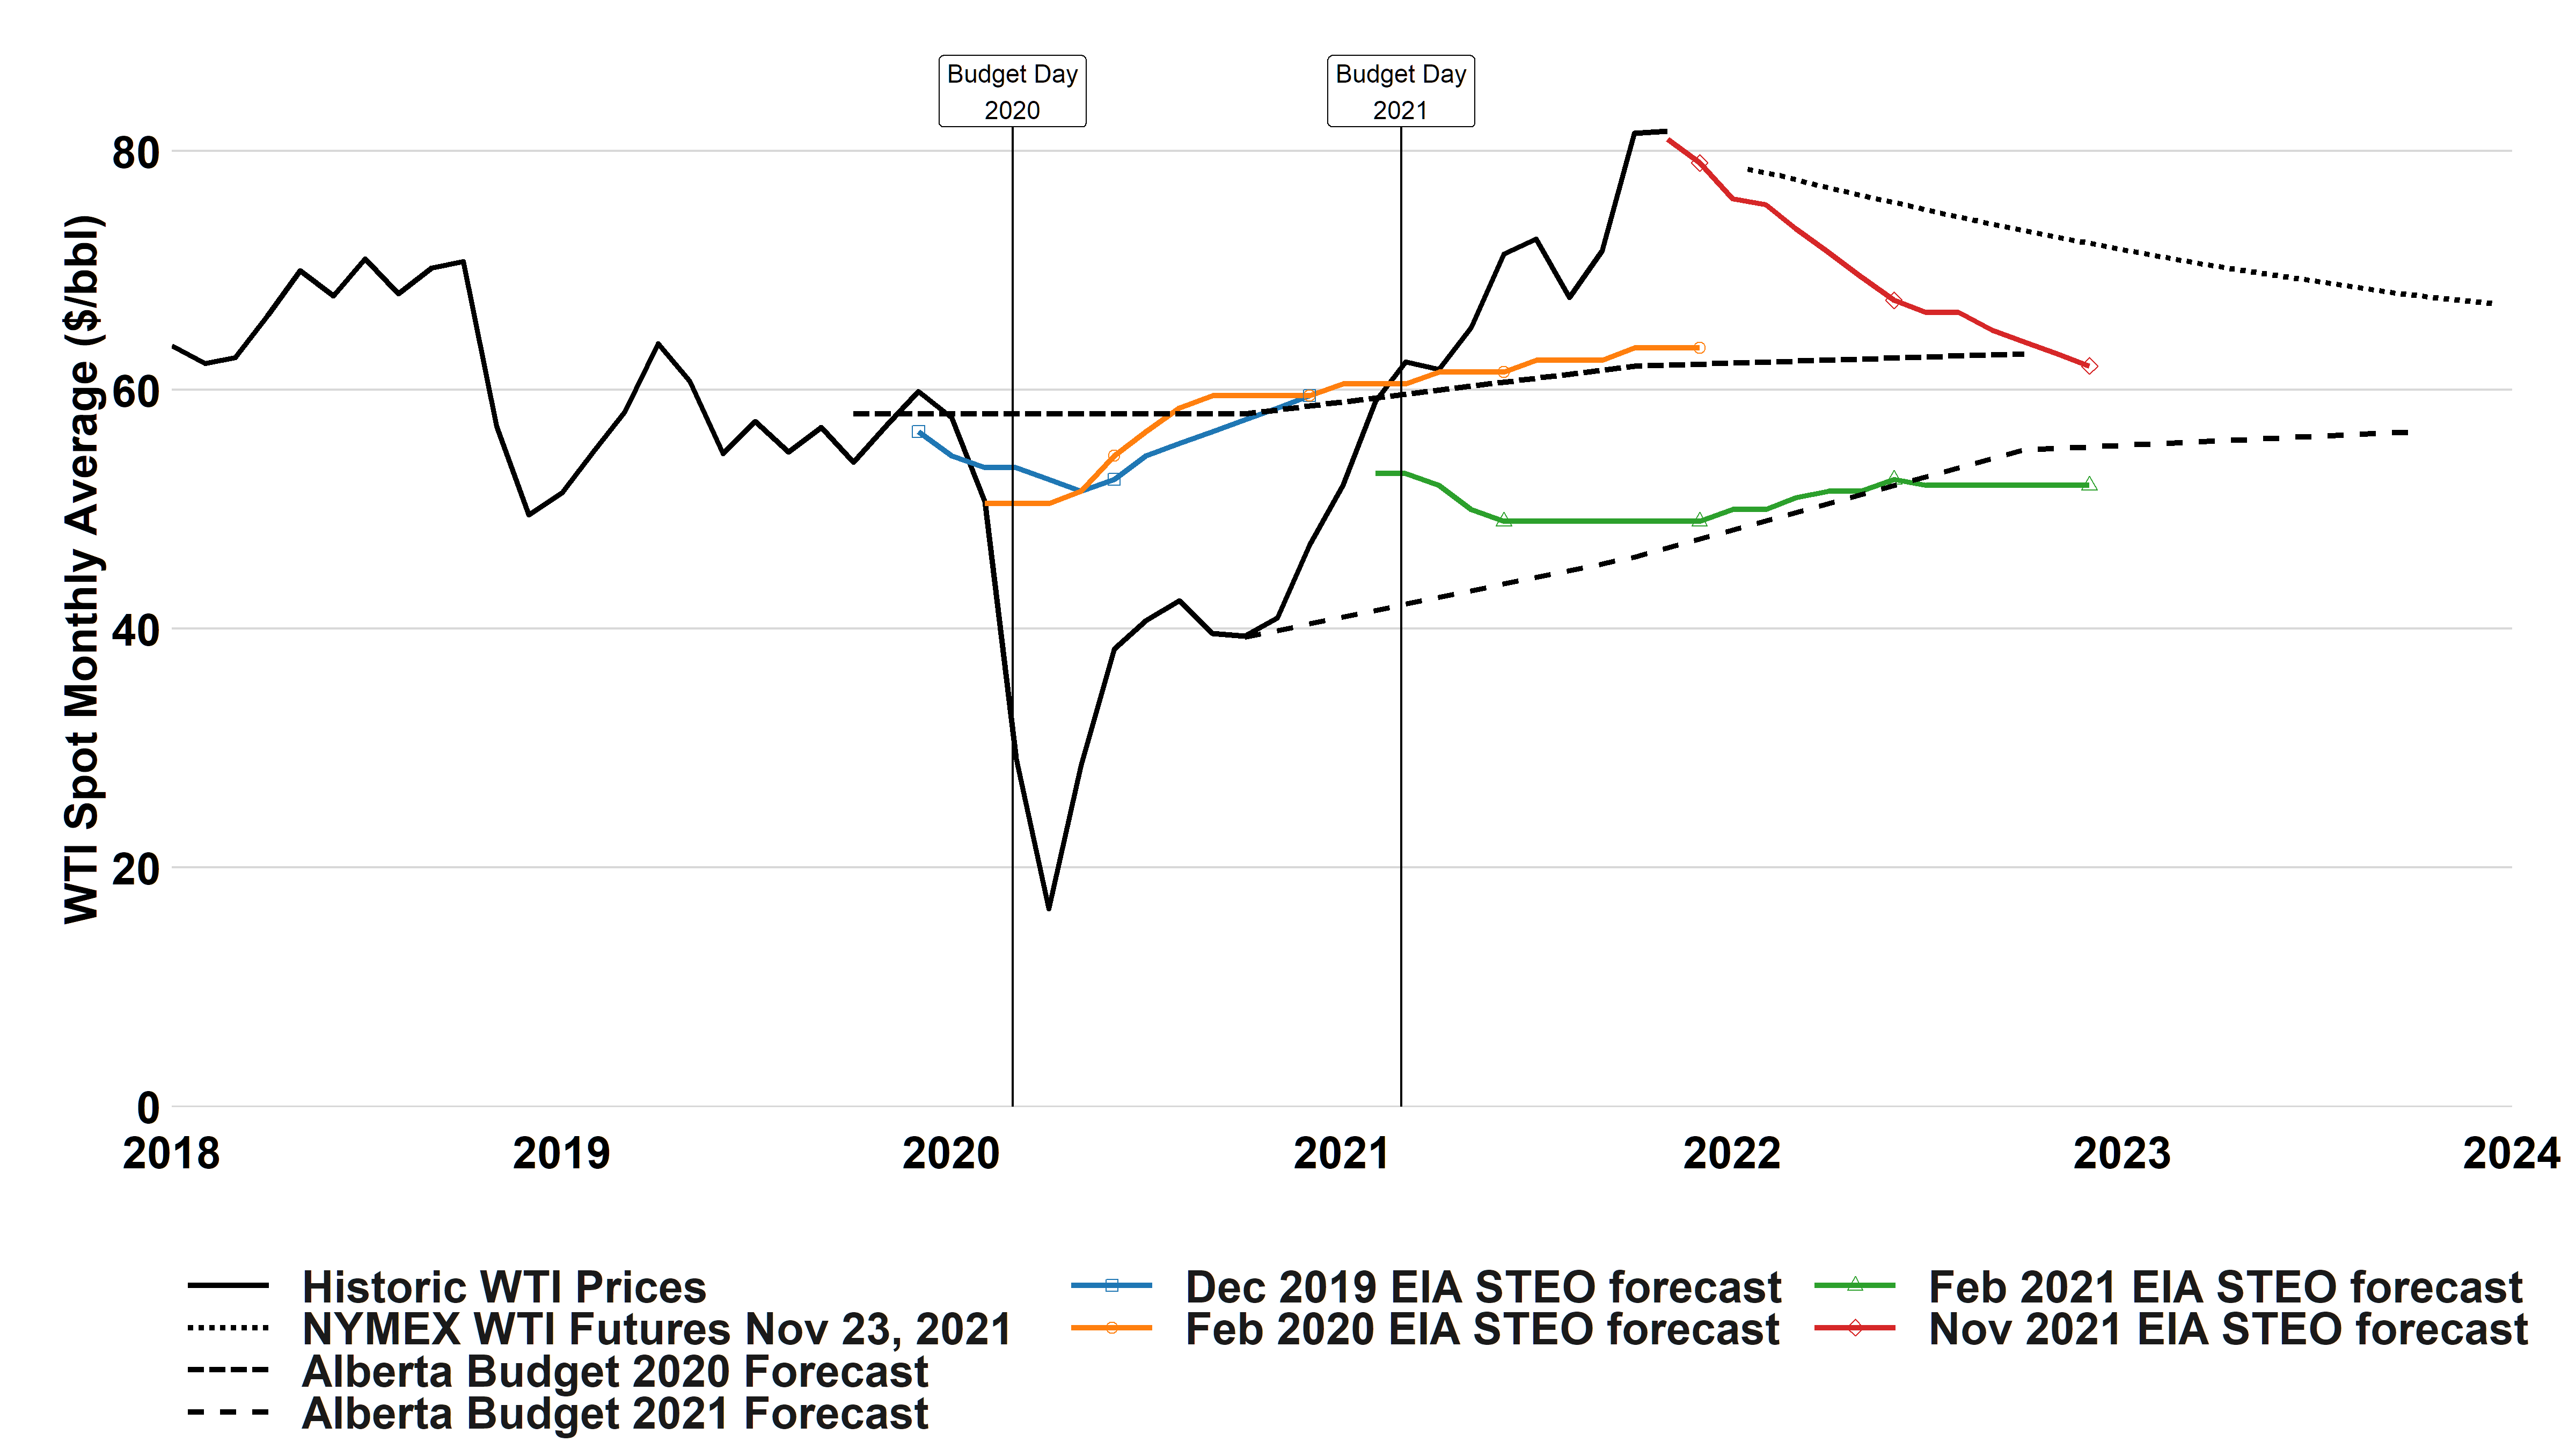 Budget Day
2020
Budget Day
2021
WTI Spot Monthly Average ($/bbl)
80
60
40
20
0
2018
2019
2020
2021
2022
2023
2024
Historic WTI Prices
NYMEX WTI Futures Nov 23, 2021
Alberta Budget 2020 Forecast
Alberta Budget 2021 Forecast
Dec 2019 EIA STEO forecast
Feb 2020 EIA STEO forecast
Feb 2021 EIA STEO forecast
Nov 2021 EIA STEO forecast